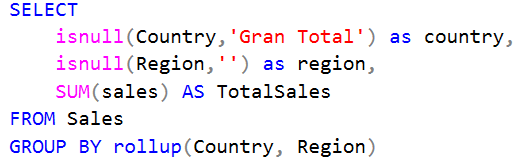 SELECT
isnull(Country,'Gran Total') as country,
isnull(Region,'') as region,
SUM(sales) AS TotalSales
FROM Sales
GROUP BY rollup(Country, Region)